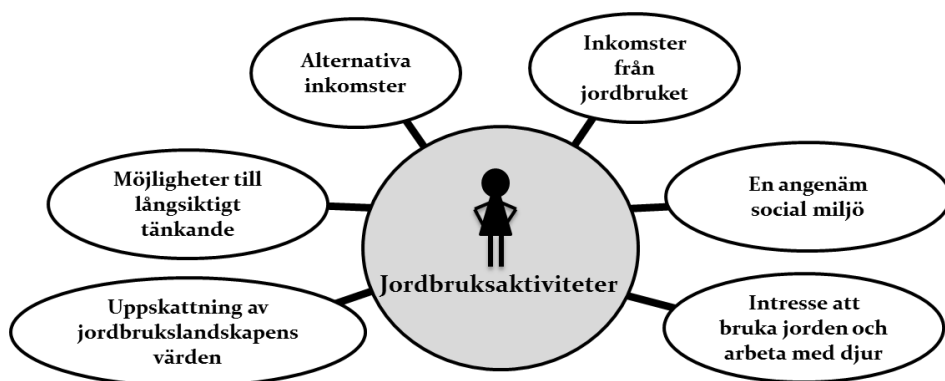 Alternativa
inkomster
Inkomster
från
jordbruket
Möjligheter till
långsiktigt
tänkande
En angenäm
social miljö
Jordbruksaktiviteter
Uppskattning av
jordbrukslandskapens
värden
Intresse att
bruka jorden och
arbeta med djur